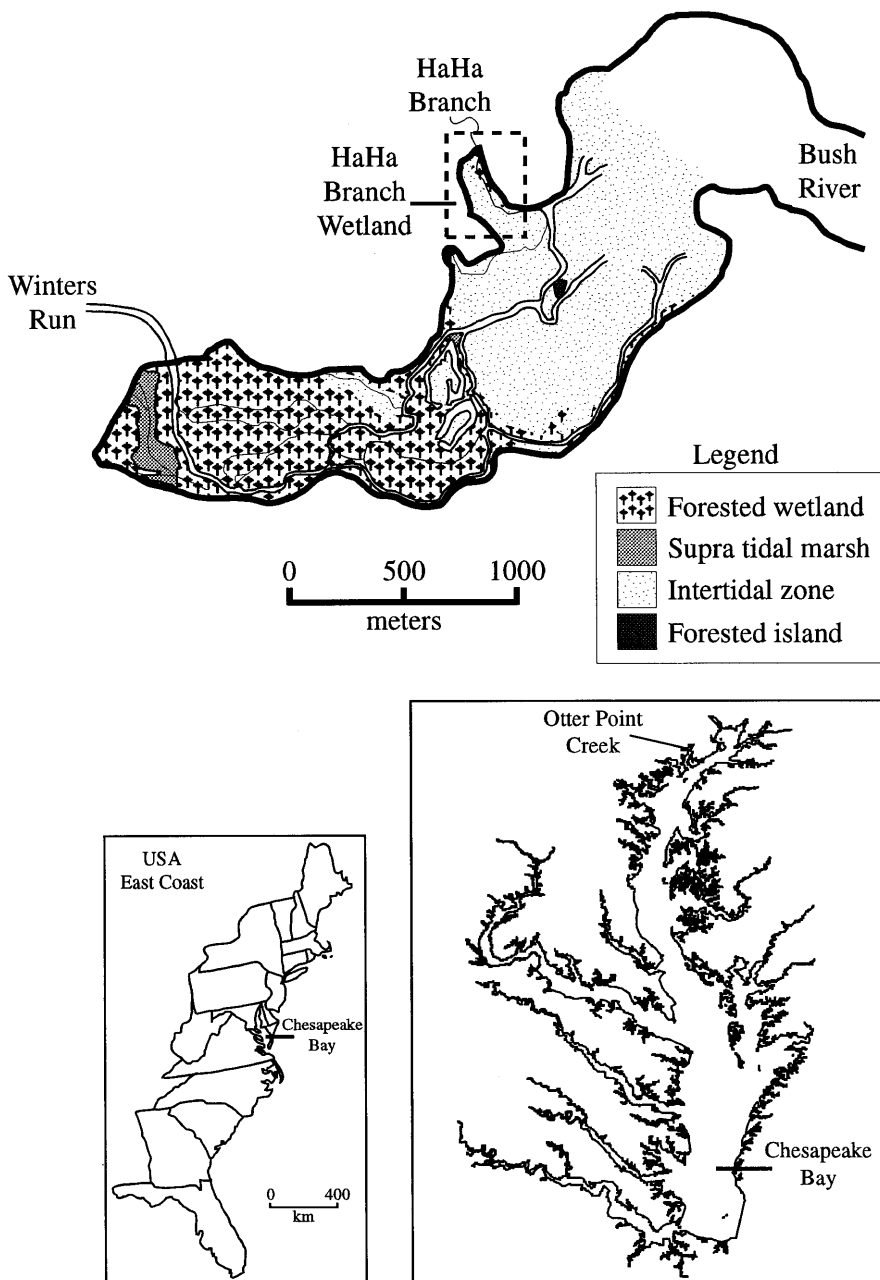 HaHa
Branch
HaHa
Branch
Wetland
Bush
River
Winters
Run
Legend
Forested wetland
Supra tidal marsh
Intertidal zone
Forested island
0 500 1000
meters
Otter Point
Creek
USA
East Coast
Chesapeake
Bay
0 400
km
Chesapeake
Bay